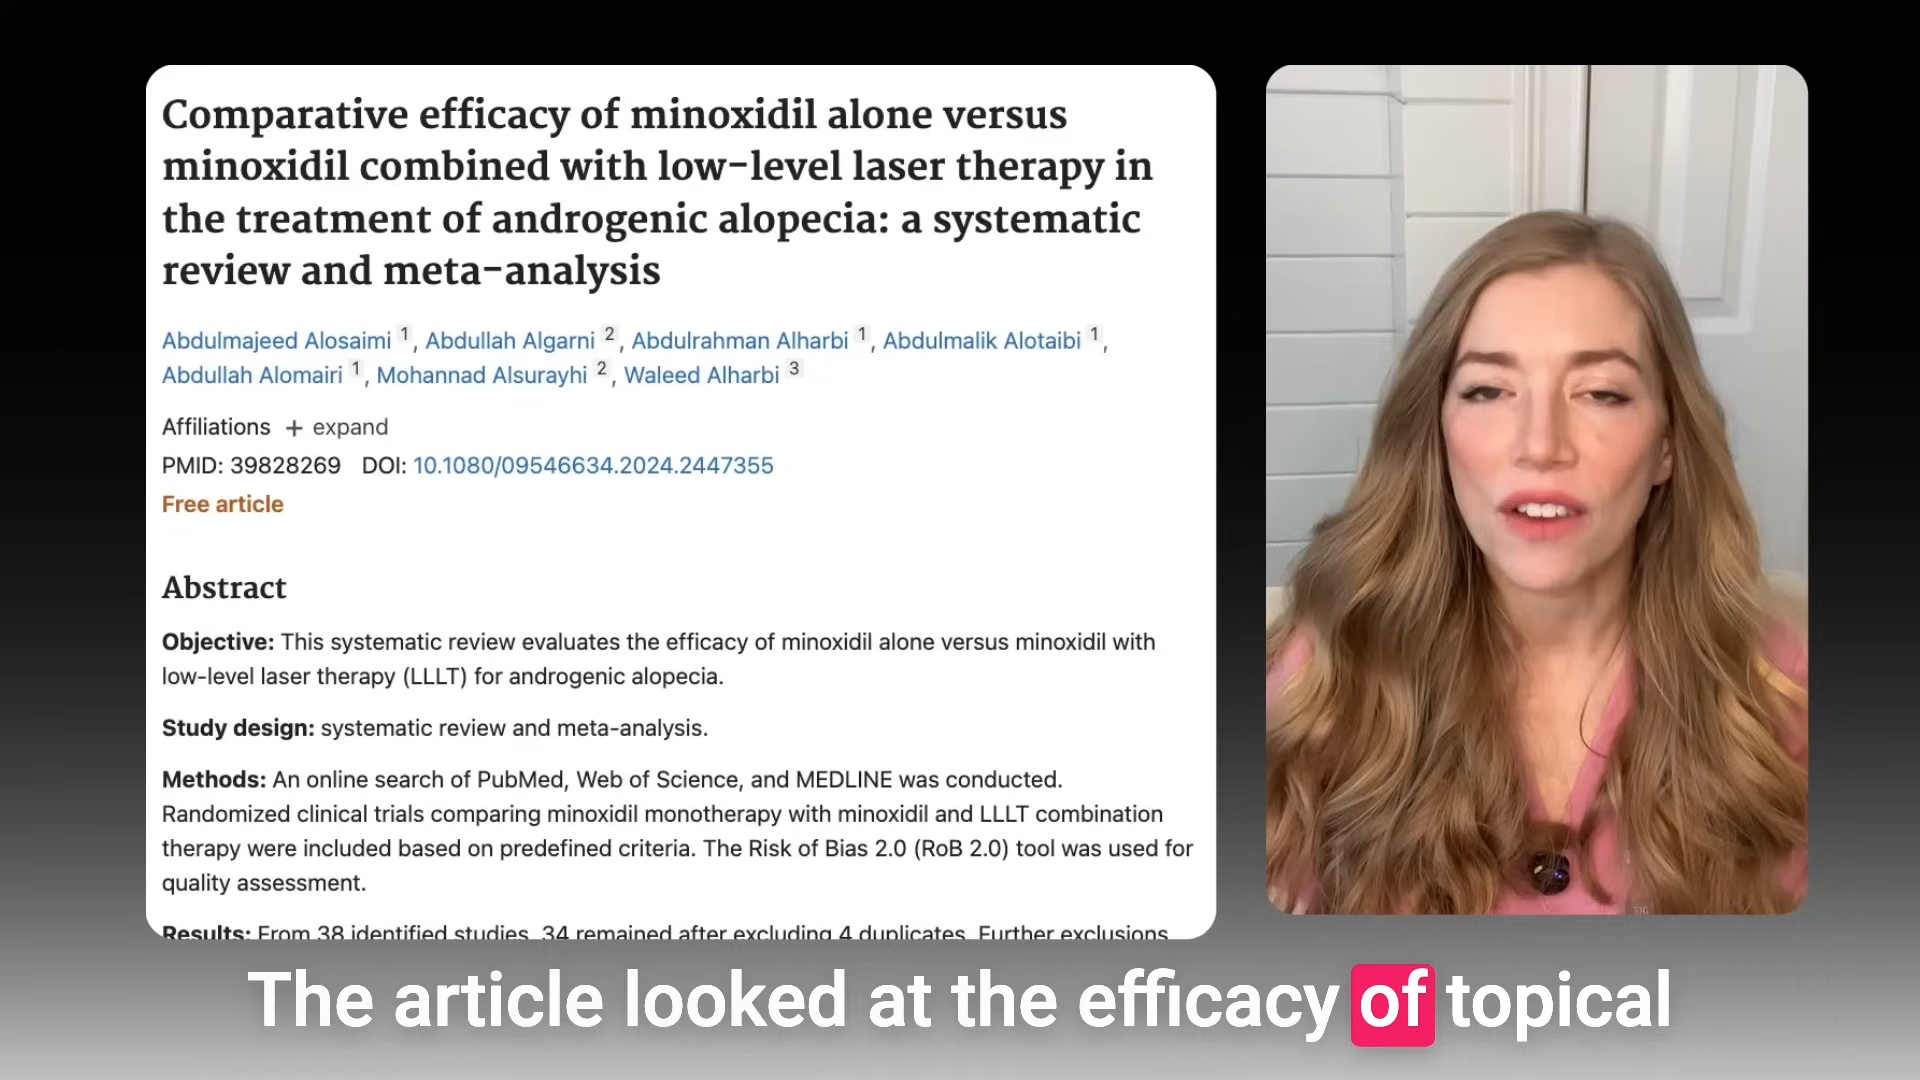 Comparative efficacy of minoxidil alone versus
minoxidil combined with low-level laser therapy in
the treatment of androgenic alopecia: a systematic
review and meta-analysis
Abdulmajeed Alosaimi 1, Abdullah Algarni 2, Abdulrahman Alharbi 1, Abdulmalik Alotaibi 1,
Abdullah Alomairi 1, Mohannad Alsurayhi 2, Waleed Alharbi 3
Affiliations + expand
PMID: 39828269 DOI: 10.1080/09546634.2024.2447355
Free article
Abstract
Objective: This systematic review evaluates the efficacy of minoxidil alone versus minoxidil with
low-level laser therapy (LLLT) for androgenic alopecia.
Study design: systematic review and meta-analysis.
Methods: An online search of PubMed, Web of Science, and MEDLINE was conducted.
Randomized clinical trials comparing minoxidil monotherapy with minoxidil and LLLT combination
therapy were included based on predefined criteria. The Risk of Bias 2.0 (RoB 2.0) tool was used for
quality assessment.
Results: From 38 identified studies, 34 remained after excluding 4 duplicates. Further exclusions
The article looked at the efficacy of topical